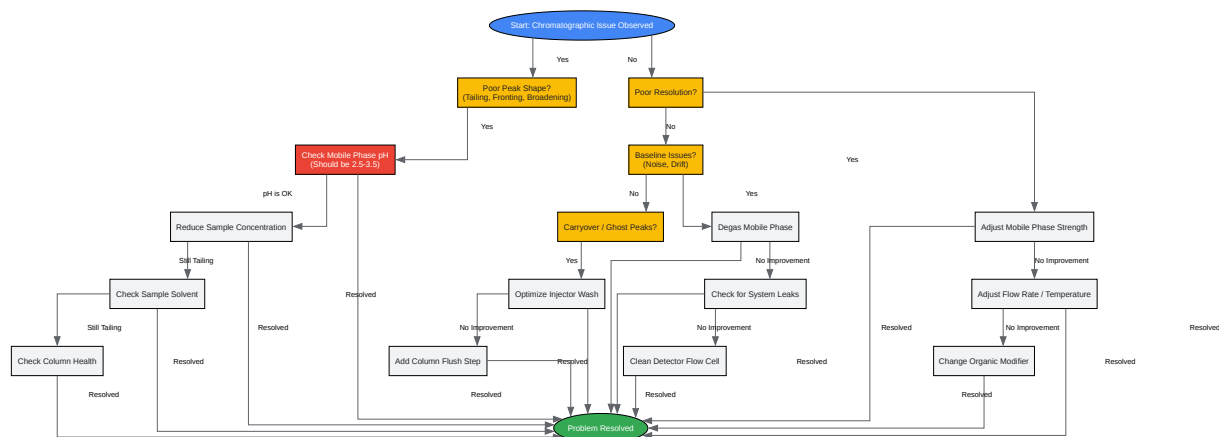 Start: Chromatographic Issue Observed
Yes
No
Poor Peak Shape?
(Tailing, Fronting, Broadening)
Poor Resolution?
Yes
No
Check Mobile Phase pH
(Should be 2.5-3.5)
Baseline Issues?
(Noise, Drift)
Yes
pH is OK
No
Yes
Reduce Sample Concentration
Carryover / Ghost Peaks?
Degas Mobile Phase
Adjust Mobile Phase Strength
Still Tailing
Yes
No Improvement
No Improvement
Check Sample Solvent
Resolved
Optimize Injector Wash
Check for System Leaks
Adjust Flow Rate / Temperature
Still Tailing
Resolved
No Improvement
No Improvement
Resolved
No Improvement
Resolved
Check Column Health
Resolved
Add Column Flush Step
Resolved
Clean Detector Flow Cell
Resolved
Change Organic Modifier
Resolved
Resolved
Resolved
Resolved
Resolved
Problem Resolved